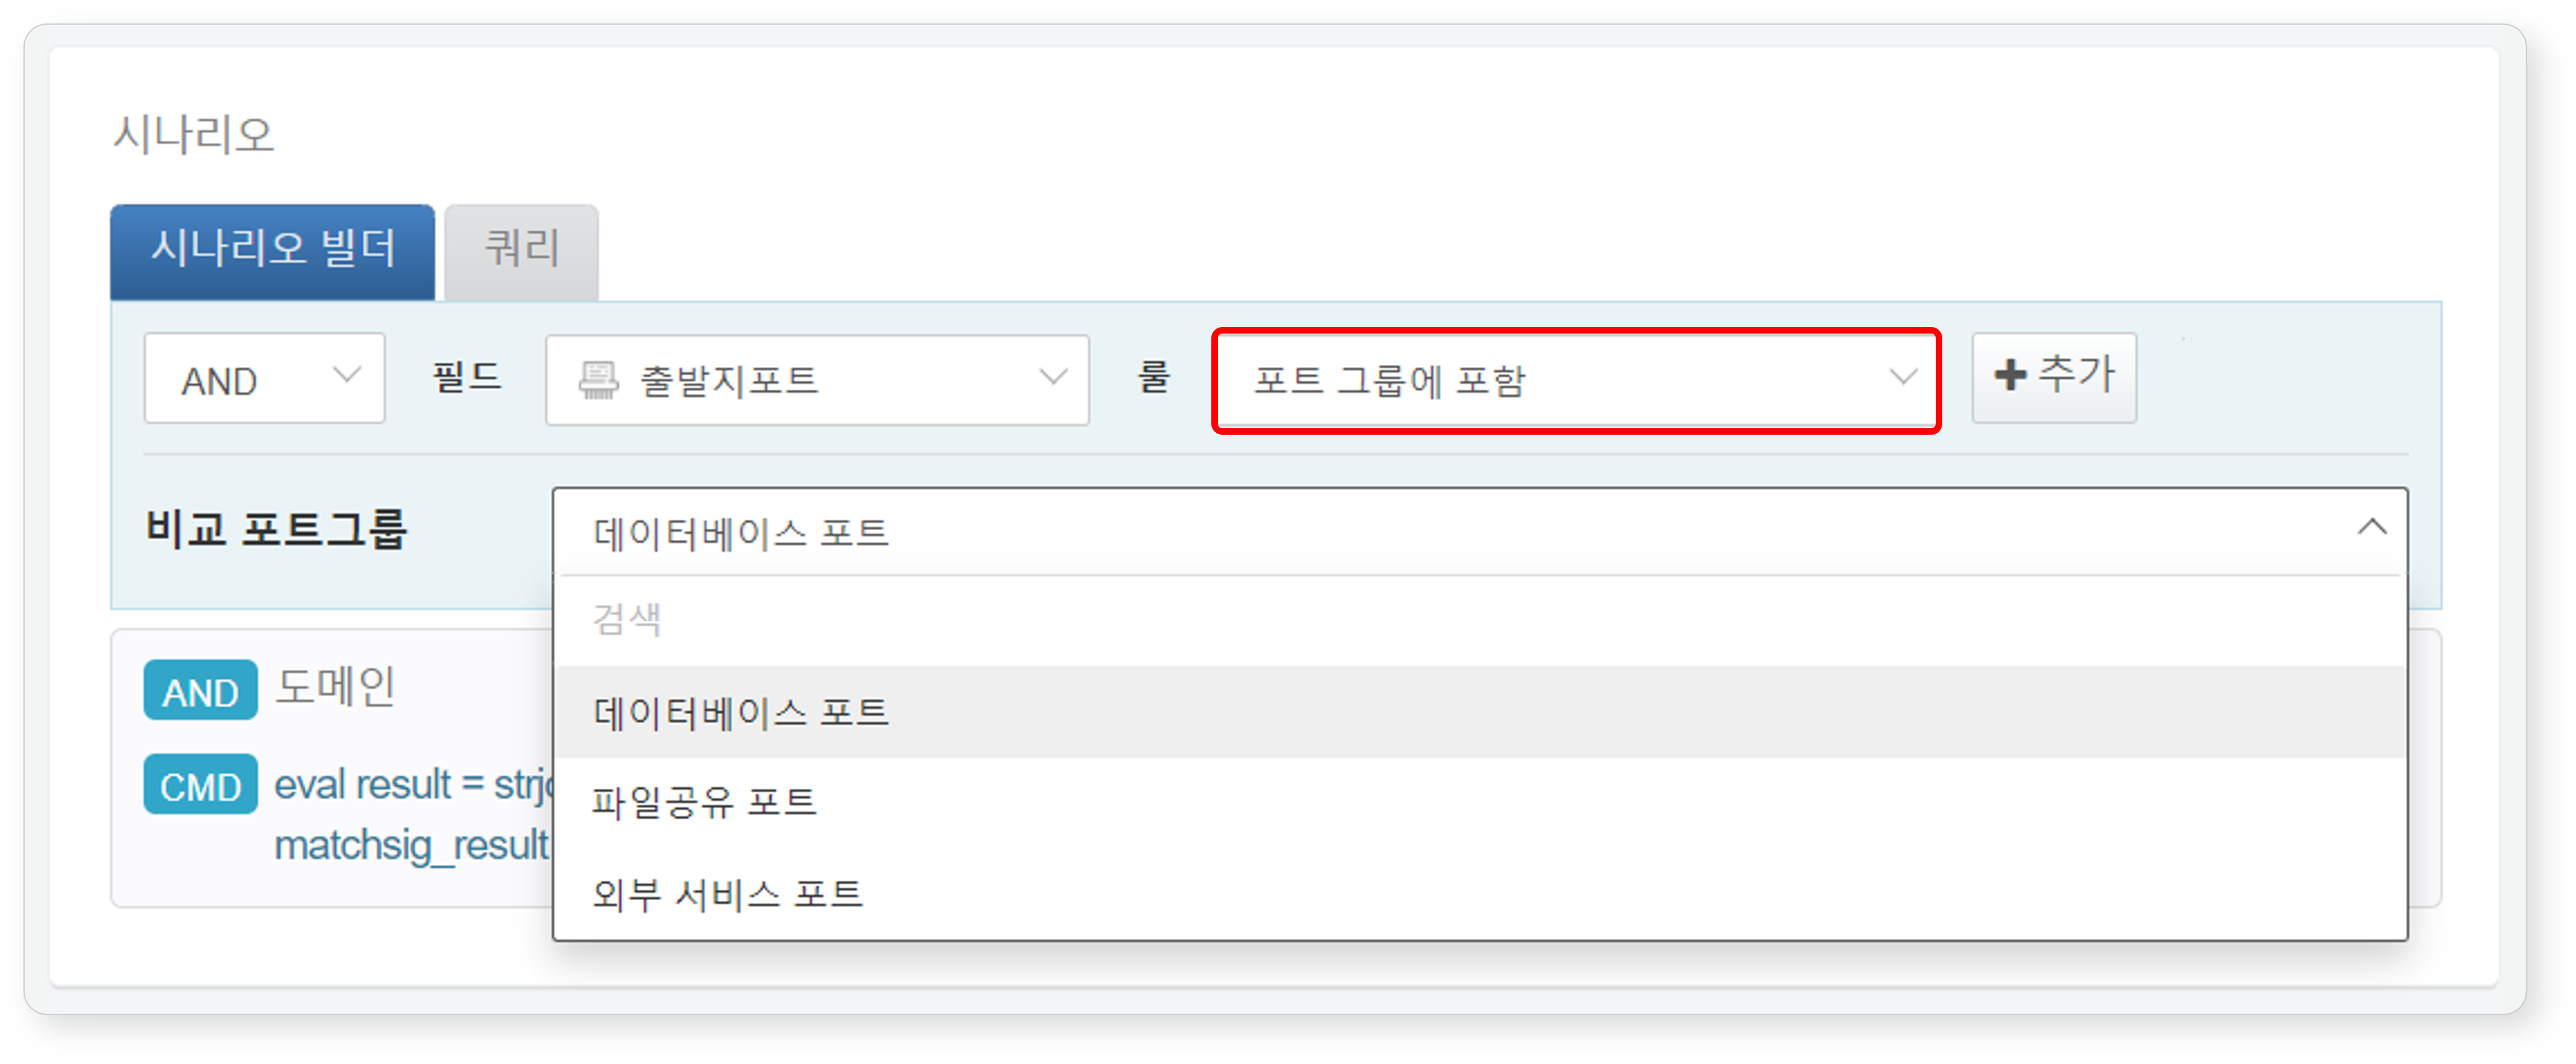 시나리오
시나리오 빌더 쿼리
AND 필드 출발지포트 룰 포트 그룹에 포함 추가
비교 포트그룹 데이터베이스 포트
검색
데이터베이스 포트
파일공유 포트
외부 서비스 포트
AND 도메인
CMD eval result =
matchsig_result